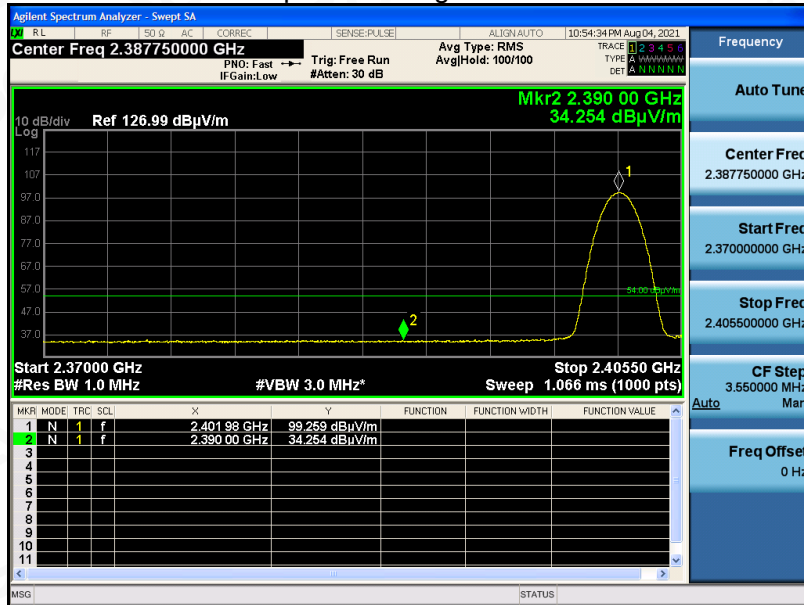 Agilent Spectrum Analyzer - Swept SA
LXI RL RF 50 Ω AC CORREC SENSE:PULSE ALIGN AUTO 10:54:34 PM Aug 04, 2021
Center Freq 2.387750000 GHz
PNO: Fast
IFGain:Low
Trig: Free Run
#Atten: 30 dB
Avg Type: RMS
Avg|Hold: 100/100
TRACE 1 2 3 4 5 6
TYPE A WWWWW
DET A N N N N N
Mkr2 2.390 00 GHz
34.254 dBµV/m
10 dB/div Ref 126.99 dBµV/m
Log
117
107
97.0
87.0
77.0
67.0
57.0
47.0
37.0
1
2
54.00 dBµV/m
Start 2.37000 GHz Stop 2.40550 GHz
#Res BW 1.0 MHz #VBW 3.0 MHz* Sweep 1.066 ms (1000 pts)
MKR MODE TRC SCL X Y FUNCTION FUNCTION WIDTH FUNCTION VALUE
1 N 1 f 2.401 98 GHz 99.259 dBµV/m
2 N 1 f 2.390 00 GHz 34.254 dBµV/m
3
4
5
6
7
8
9
10
11
MSG STATUS
Frequency
Auto Tune
Center Freq
2.387750000 GHz
Start Freq
2.370000000 GHz
Stop Freq
2.405500000 GHz
CF Step
3.550000 MHz
Auto Man
Freq Offset
0 Hz